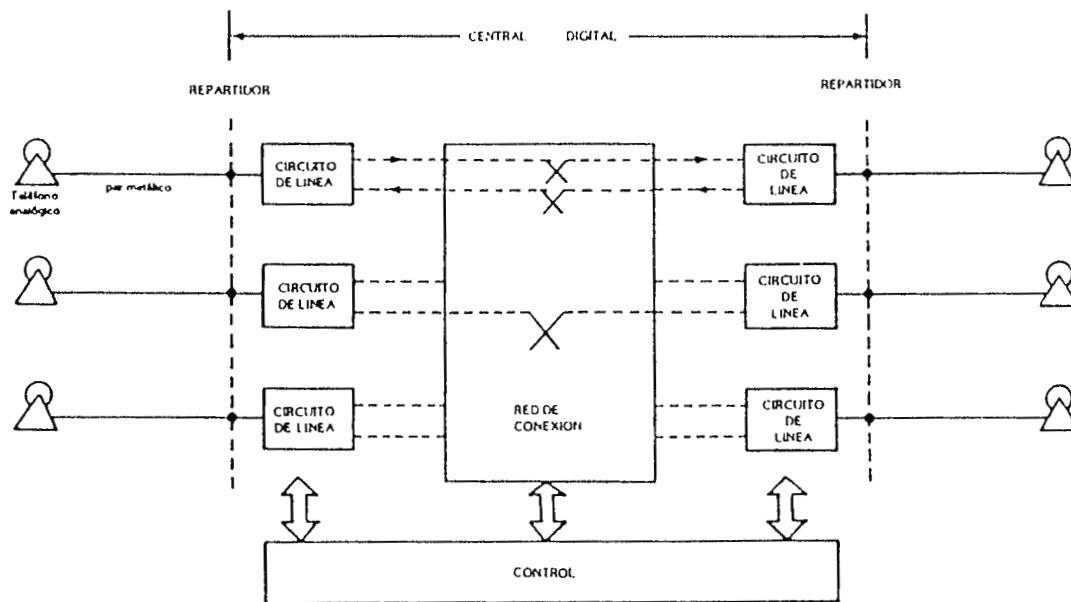 CENTRAL DIGITAL
REPARTIDOR
REPARTIDOR
CIRCUITO
DE LINEA
CIRCUITO
DE
LINEA
par metálico
Teléfono
analógico
CIRCUITO
DE LINEA
CIRCUITO
DE
LINEA
CIRCUITO
DE LINEA
RED DE
CONEXION
CIRCUITO
DE
LINEA
CONTROL